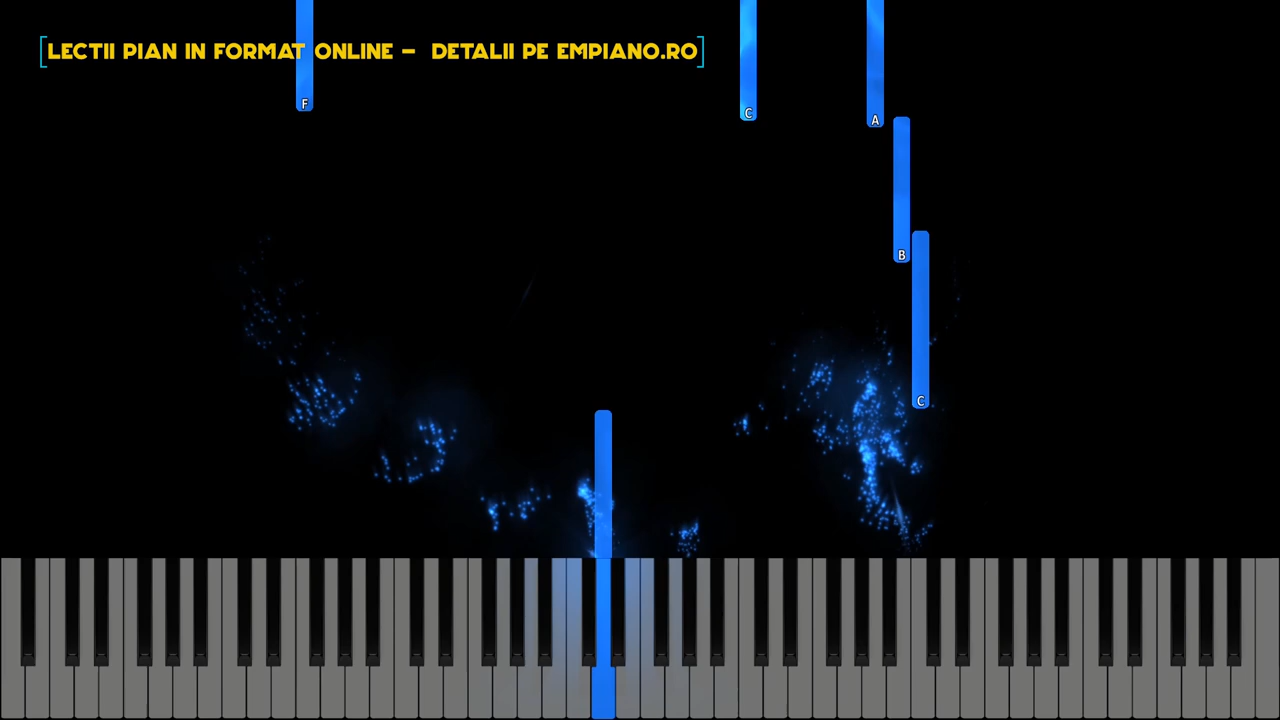 [LECTII PIAN IN FORMAT ONLINE - DETALII PE EMPIANO.RO]
F
C
A
B
C